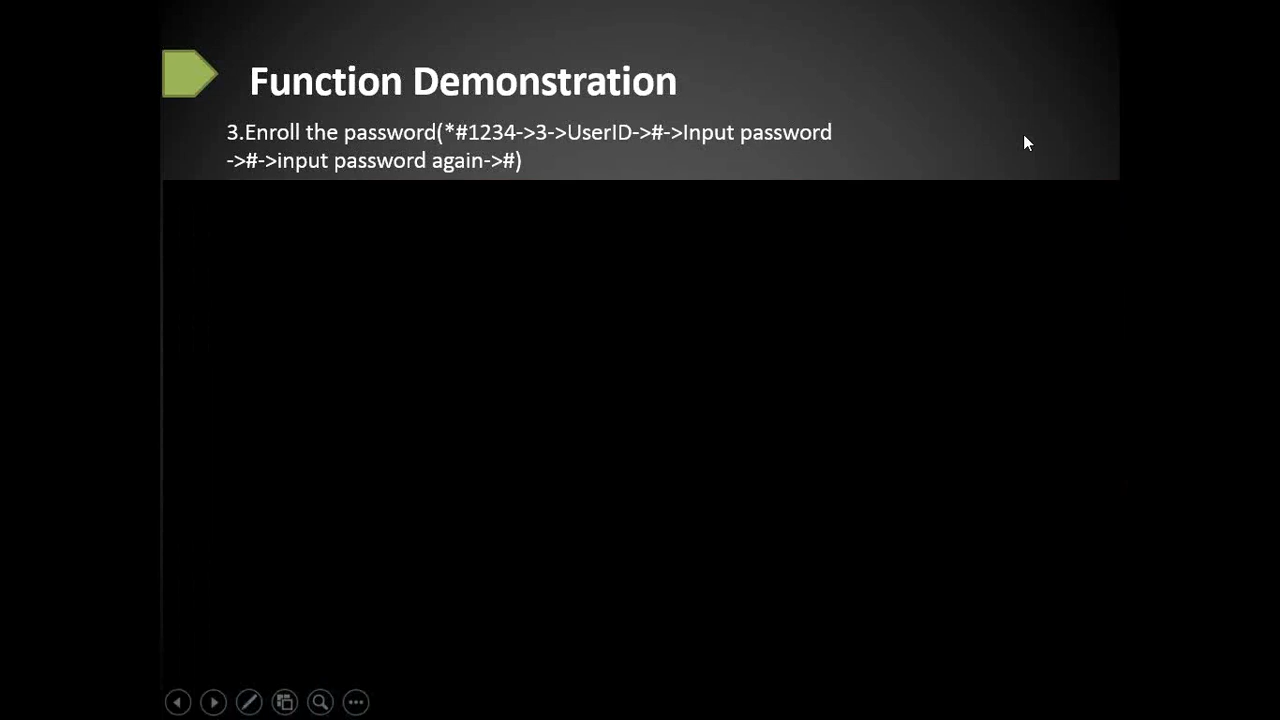 Function Demonstration
3.Enroll the password(*#1234->3->UserID->#->Input password
->#->input password again->#)